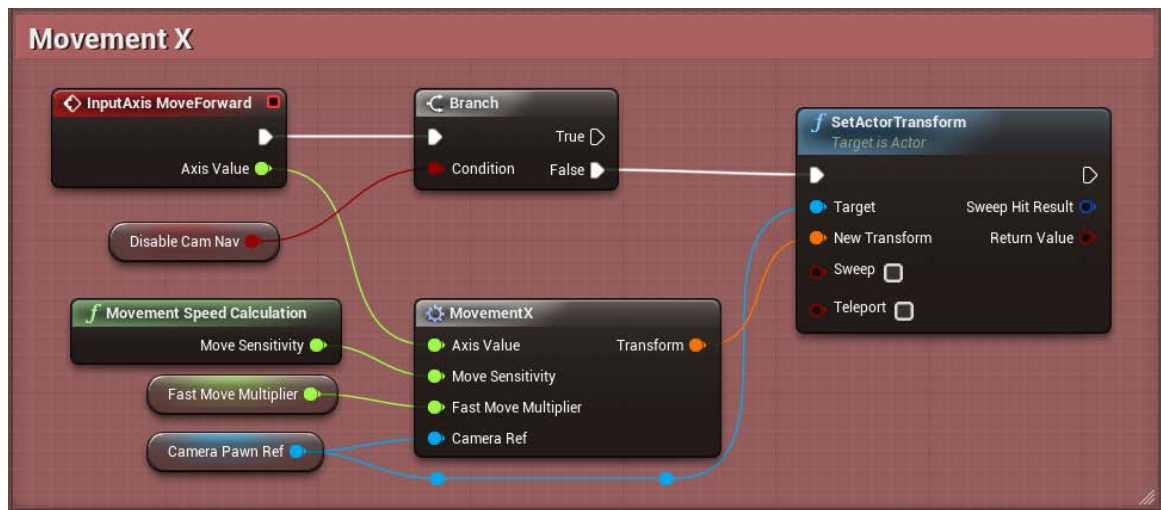 Movement X
InputAxis MoveForward
Axis Value
Disable Cam Nav
Branch
True
Condition
False
f SetActorTransform
Target is Actor
Target
Sweep Hit Result
New Transform
Return Value
Sweep
Teleport
f Movement Speed Calculation
Move Sensitivity
Fast Move Multiplier
Camera Pawn Ref
MovementX
Axis Value
Transform
Move Sensitivity
Fast Move Multiplier
Camera Ref